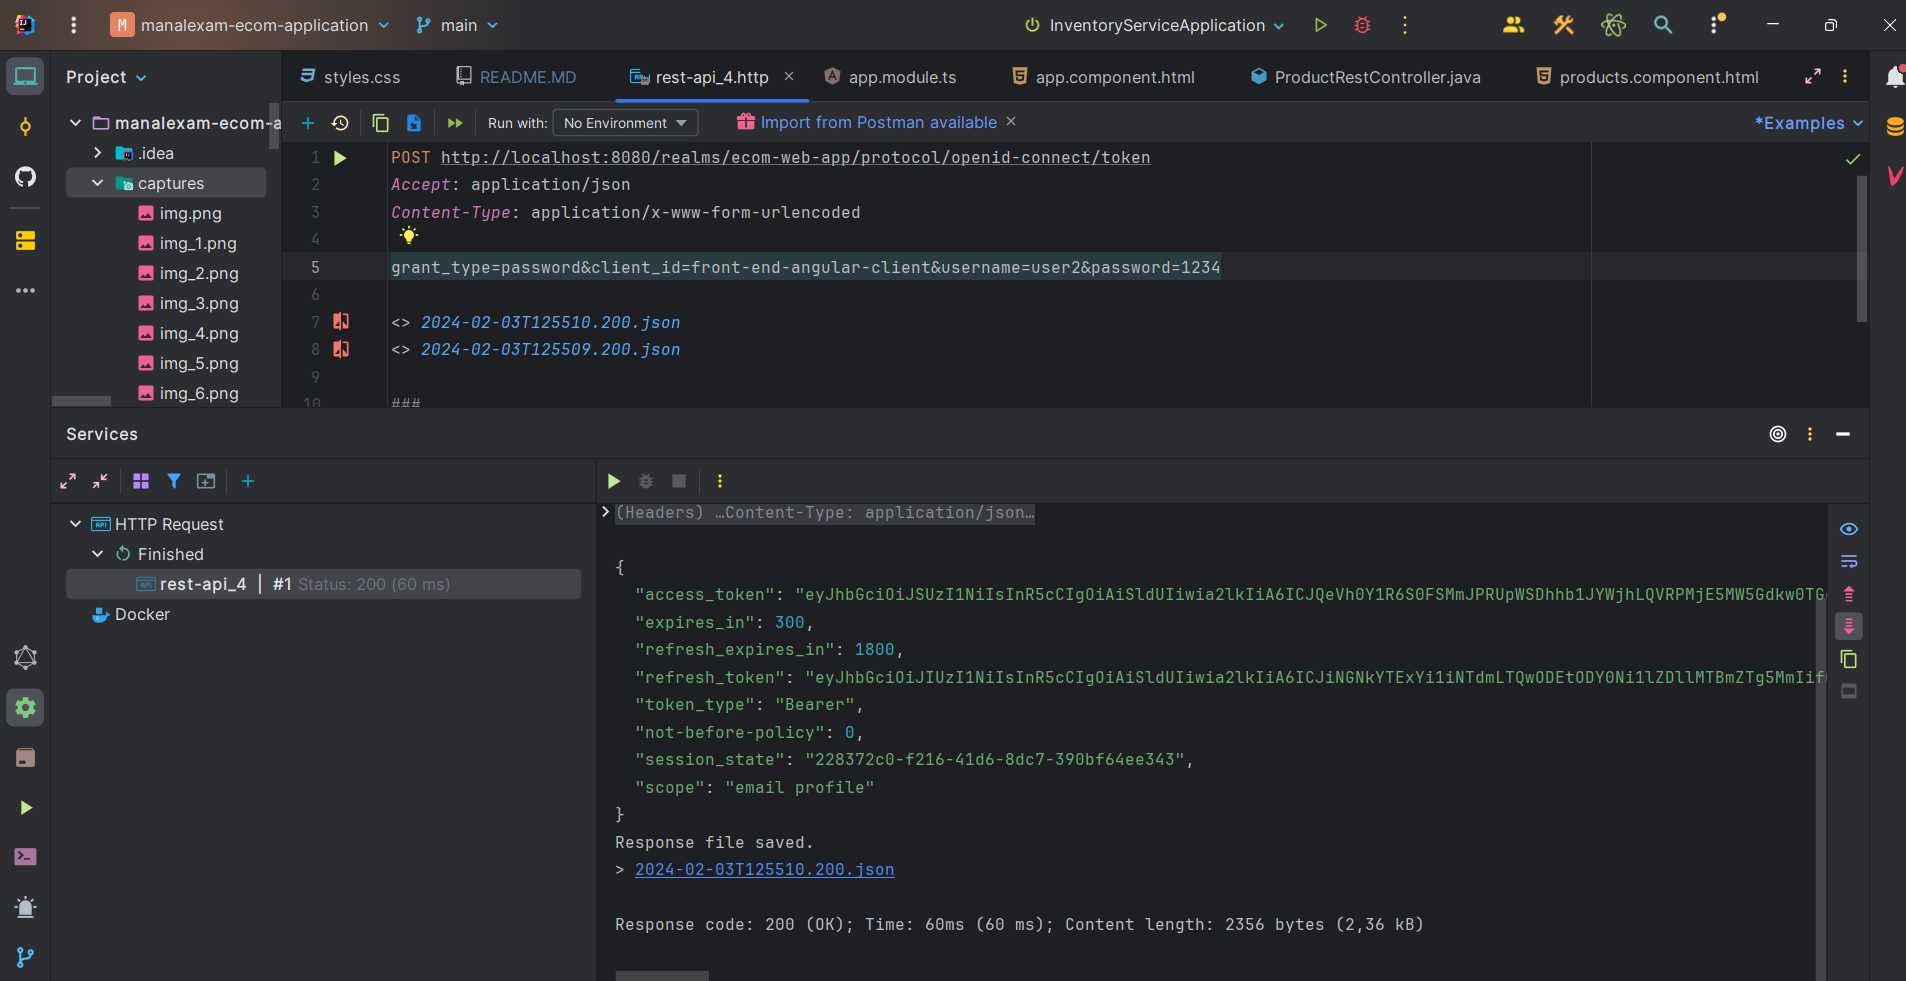 M manalexam-ecom-application main InventoryServiceApplication
Project styles.css README.MD rest-api_4.http app.module.ts app.component.html ProductRestController.java products.component.html
manalexam-ecom-a
.idea
captures
img.png
img_1.png
img_2.png
img_3.png
img_4.png
img_5.png
img_6.png
Run with: No Environment Import from Postman available *Examples
1 POST http://localhost:8080/realms/ecom-web-app/protocol/openid-connect/token
2 Accept: application/json
3 Content-Type: application/x-www-form-urlencoded
4
5 grant_type=password&client_id=front-end-angular-client&username=user2&password=1234
6
7 <> 2024-02-03T125510.200.json
8 <> 2024-02-03T125509.200.json
9
10 ###
Services
HTTP Request
Finished
rest-api_4 | #1 Status: 200 (60 ms)
Docker
(Headers) …Content-Type: application/json…
{
"access_token": "eyJhbGciOiJSUzI1NiIsInR5cCIgOiAiSldUIiwia2lkIiA6ICJQeVh0Y1R6S0FSMmJPRUpWSDhhb1JYWjhLQVRPMjE5MW5Gdkw0TG
"expires_in": 300,
"refresh_expires_in": 1800,
"refresh_token": "eyJhbGciOiJIUzI1NiIsInR5cCIgOiAiSldUIiwia2lkIiA6ICJiNGNkYTExYi1iNTdmLTQwODEtODY0Ni1lZDllMTBmZTg5MmIif
"token_type": "Bearer",
"not-before-policy": 0,
"session_state": "228372c0-f216-41d6-8dc7-390bf64ee343",
"scope": "email profile"
}
Response file saved.
> 2024-02-03T125510.200.json
Response code: 200 (OK); Time: 60ms (60 ms); Content length: 2356 bytes (2,36 kB)